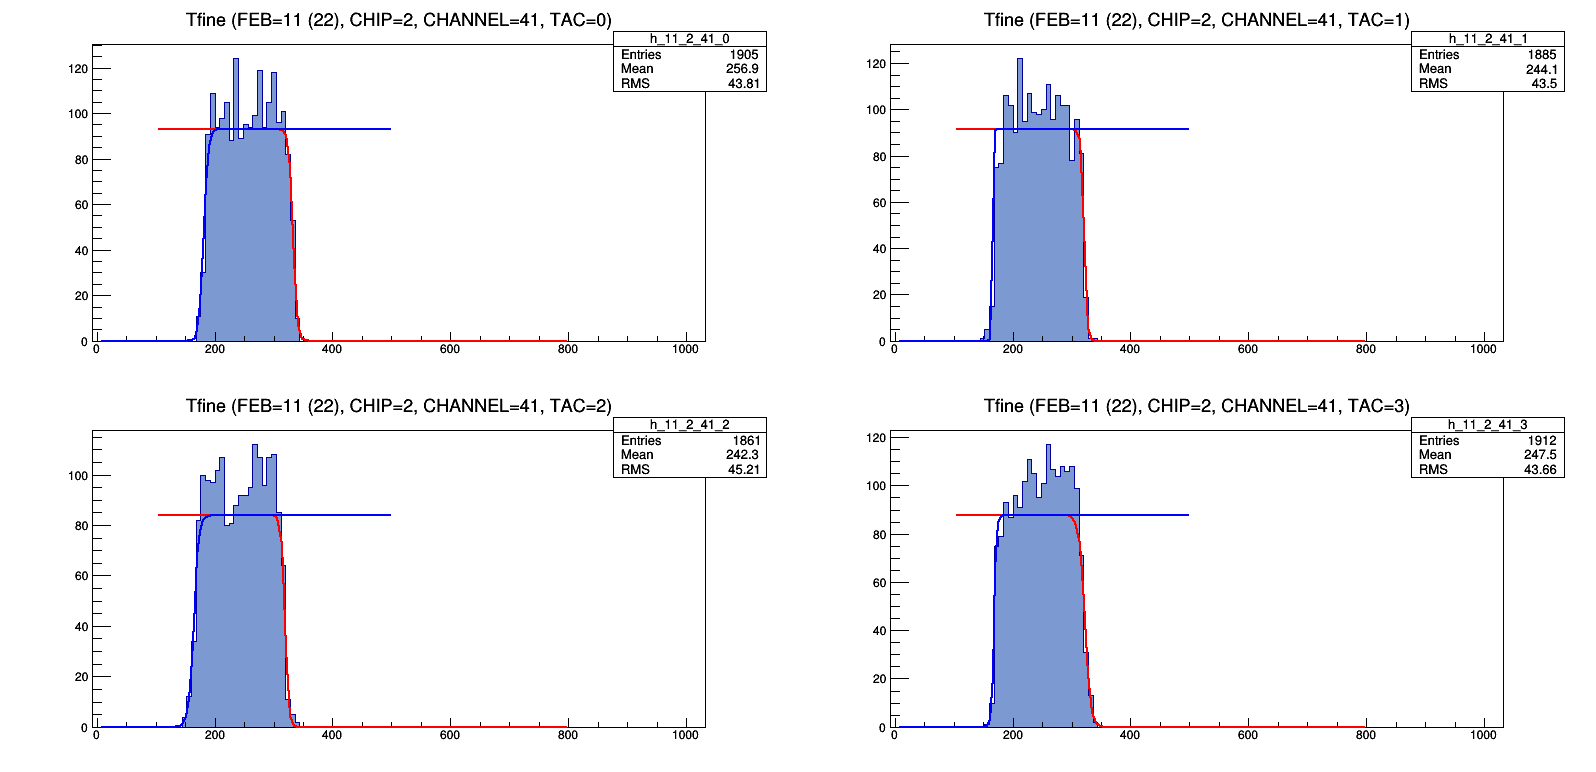 Tfine (FEB=11 (22), CHIP=2, CHANNEL=41, TAC=0)
h_11_2_41_0
Entries 1905
Mean 256.9
RMS 43.81
120
100
80
60
40
20
0
0 200 400 600 800 1000
Tfine (FEB=11 (22), CHIP=2, CHANNEL=41, TAC=1)
h_11_2_41_1
Entries 1885
Mean 244.1
RMS 43.5
120
100
80
60
40
20
0
0 200 400 600 800 1000
Tfine (FEB=11 (22), CHIP=2, CHANNEL=41, TAC=2)
h_11_2_41_2
Entries 1861
Mean 242.3
RMS 45.21
100
80
60
40
20
0
0 200 400 600 800 1000
Tfine (FEB=11 (22), CHIP=2, CHANNEL=41, TAC=3)
h_11_2_41_3
Entries 1912
Mean 247.5
RMS 43.66
120
100
80
60
40
20
0
0 200 400 600 800 1000